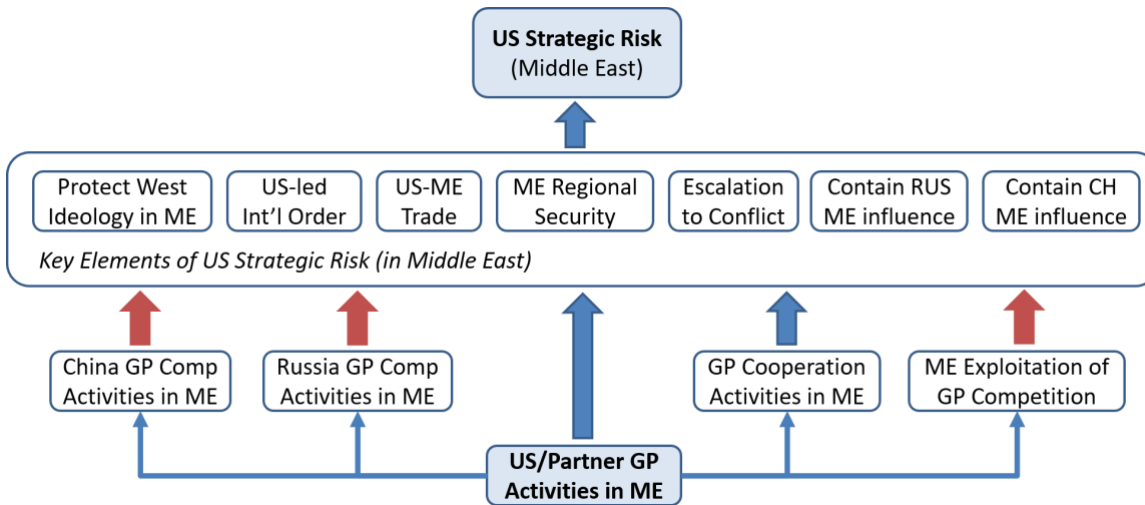 US Strategic Risk
(Middle East)
Protect West
Ideology in ME
US-led
Int'l Order
US-ME
Trade
ME Regional
Security
Escalation
to Conflict
Contain RUS
ME influence
Contain CH
ME influence
Key Elements of US Strategic Risk (in Middle East)
China GP Comp
Activities in ME
Russia GP Comp
Activities in ME
GP Cooperation
Activities in ME
ME Exploitation of
GP Competition
US/Partner GP
Activities in ME